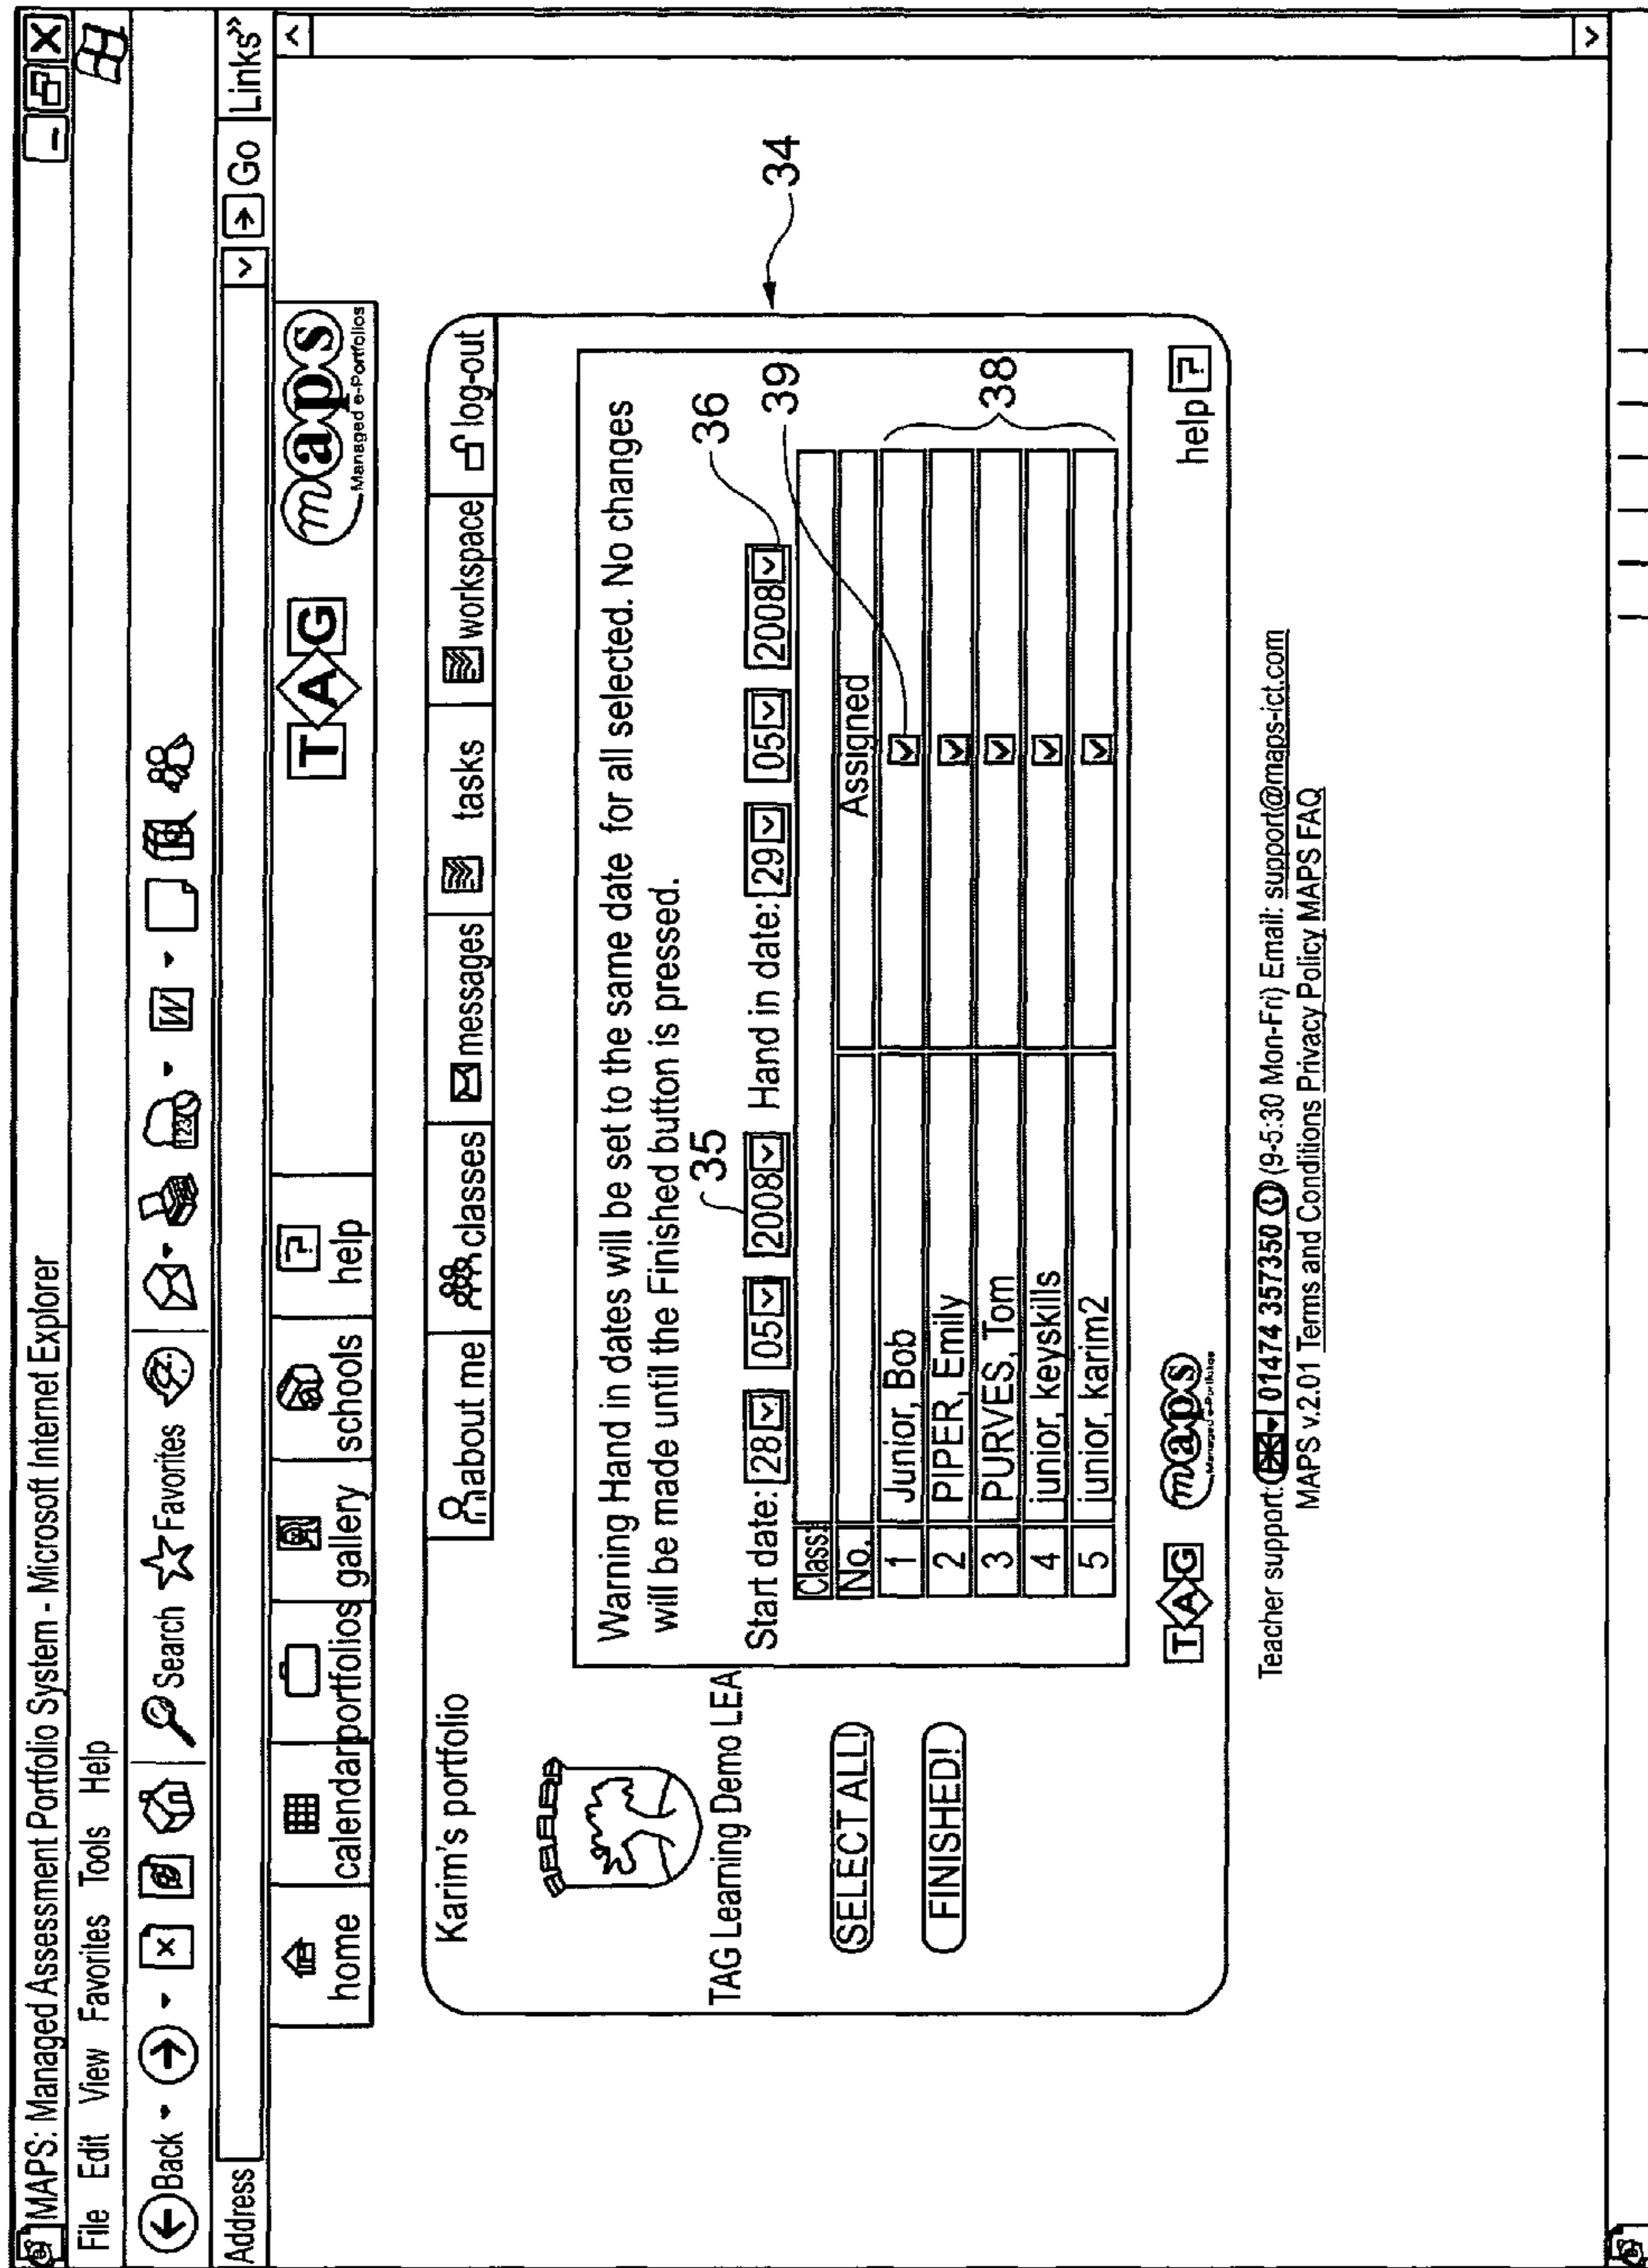 MAPS: Managed Assessment Portfolio System - Microsoft Internet Explorer
File Edit View Favorites Tools Help
Back Search Favorites W 123
Address Go Links»
home calendar portfolios gallery schools help
TAG maps
Managed e-Portfolios
Karim's portfolio
about me classes messages tasks workspace log-out
34
TAG Learning Demo LEA
SELECT ALL!
FINISHED!
Warning Hand in dates will be set to the same date for all selected. No changes
will be made until the Finished button is pressed.
35 36
Start date: 28 05 2008 Hand in date: 29 05 2008
39
Class:
No. Assigned
1 Junior, Bob
2 PIPER, Emily
3 PURVES, Tom
4 junior, keyskills
5 junior, karim2
38
TAG maps
Managed e-Portfolios
help ?
Teacher support: 01474 357350 (9-5:30 Mon-Fri) Email: support@maps-ict.com
MAPS v.2.01 Terms and Conditions Privacy Policy MAPS FAQ